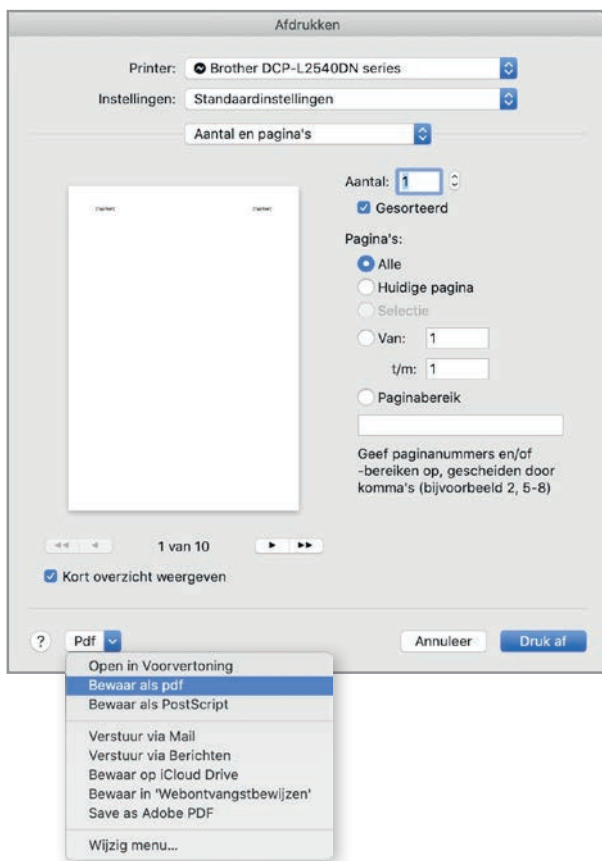 Afdrukken
Printer: Brother DCP-L2540DN series
Instellingen: Standaardinstellingen
Aantal en pagina's
Aantal: 1
Gesorteerd
Pagina's:
Alle
Huidige pagina
Selectie
Van: 1
t/m: 1
Paginabereik
Geef paginanummers en/of
-bereiken op, gescheiden door
komma's (bijvoorbeeld 2, 5-8)
1 van 10
Kort overzicht weergeven
? Pdf Annuleer Druk af
Open in Voorvertoning
Bewaar als pdf
Bewaar als PostScript
Verstuur via Mail
Verstuur via Berichten
Bewaar op iCloud Drive
Bewaar in 'Webontvangstbewijzen'
Save as Adobe PDF
Wijzig menu...